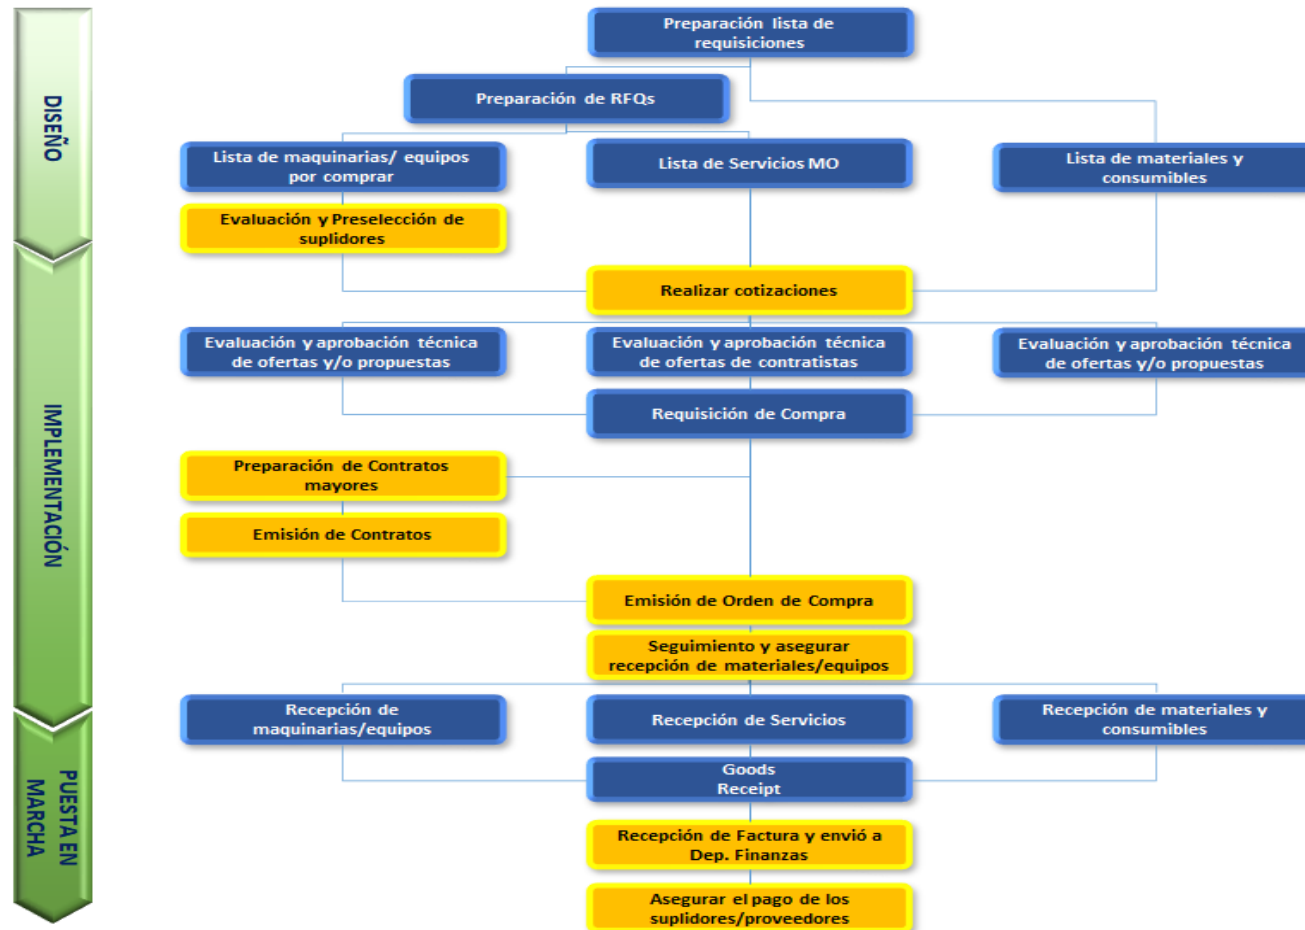 DISEÑO
IMPLEMENTACIÓN
PUESTA EN
MARCHA
Preparación lista de
requisiciones
Preparación de RFQs
Lista de maquinarias/ equipos
por comprar
Lista de Servicios MO
Lista de materiales y
consumibles
Evaluación y Preselección de
suplidores
Realizar cotizaciones
Evaluación y aprobación técnica
de ofertas y/o propuestas
Evaluación y aprobación técnica
de ofertas de contratistas
Evaluación y aprobación técnica
de ofertas y/o propuestas
Requisición de Compra
Preparación de Contratos
mayores
Emisión de Contratos
Emisión de Orden de Compra
Seguimiento y asegurar
recepción de materiales/equipos
Recepción de
maquinarias/equipos
Recepción de Servicios
Recepción de materiales y
consumibles
Goods
Receipt
Recepción de Factura y envió a
Dep. Finanzas
Asegurar el pago de los
suplidores/proveedores